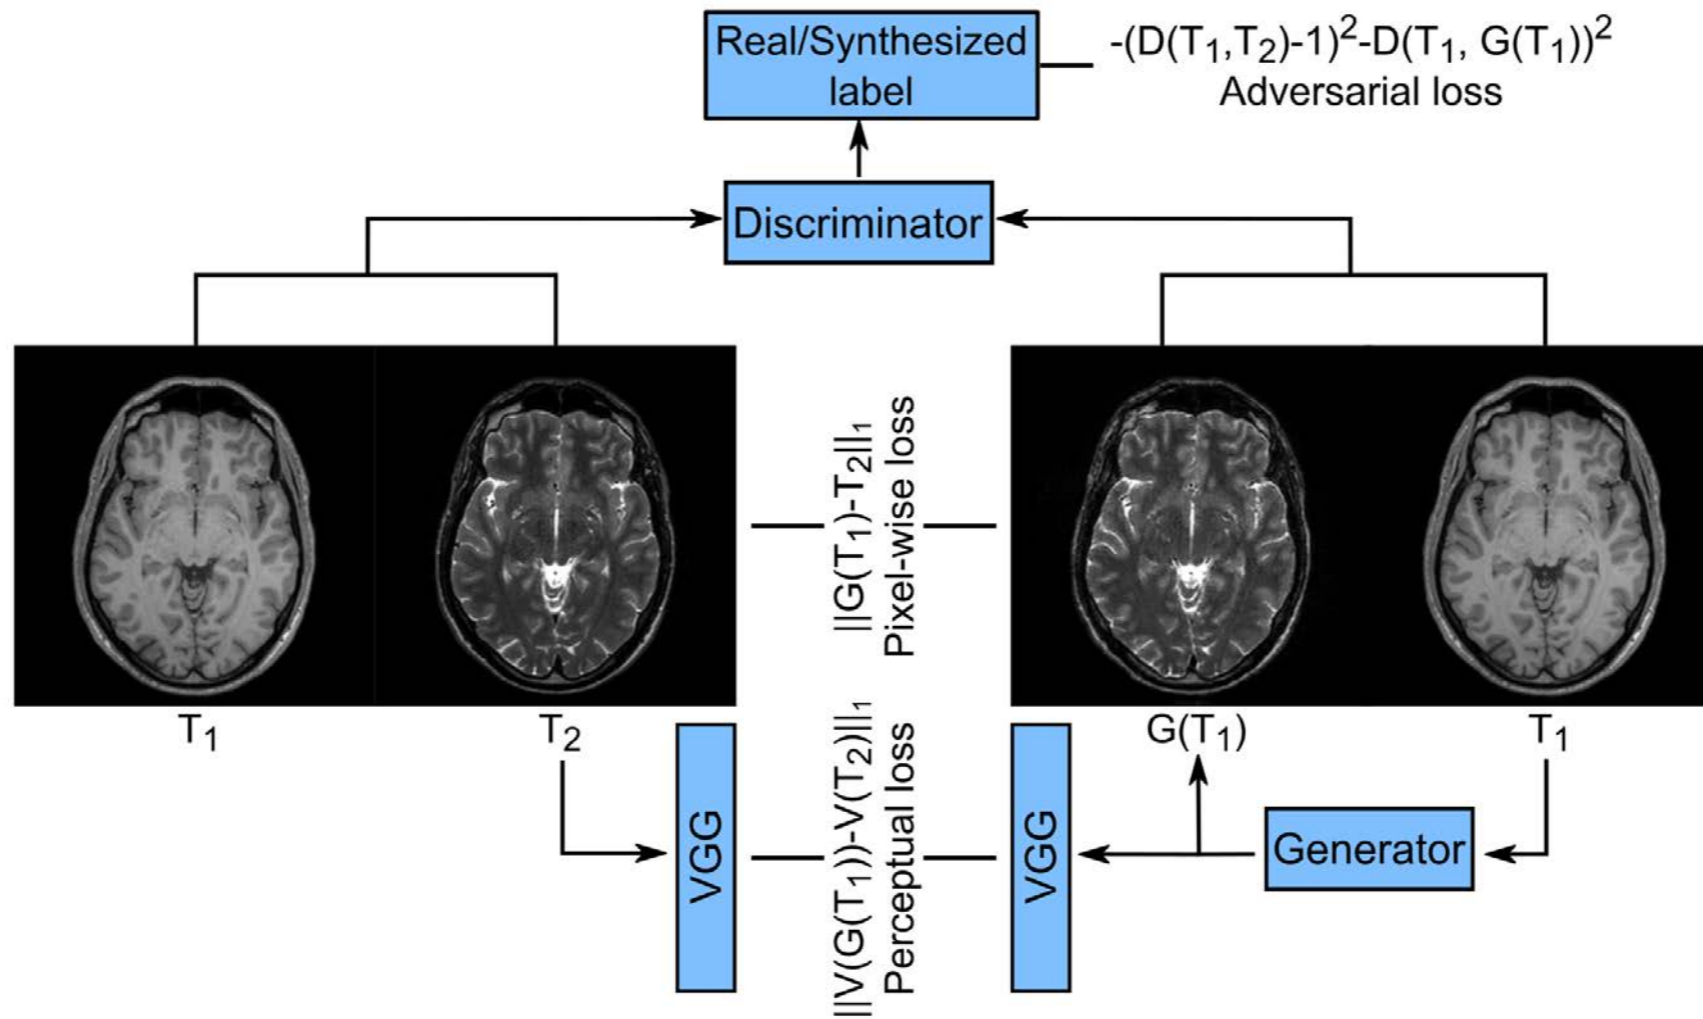 Real/Synthesized
label
-(D(T₁,T₂)-1)²-D(T₁, G(T₁))²
Adversarial loss
Discriminator
||G(T₁)-T₂||₁
Pixel-wise loss
T₁
T₂
G(T₁)
T₁
VGG
||V(G(T₁))-V(T₂)||₁
Perceptual loss
VGG
Generator